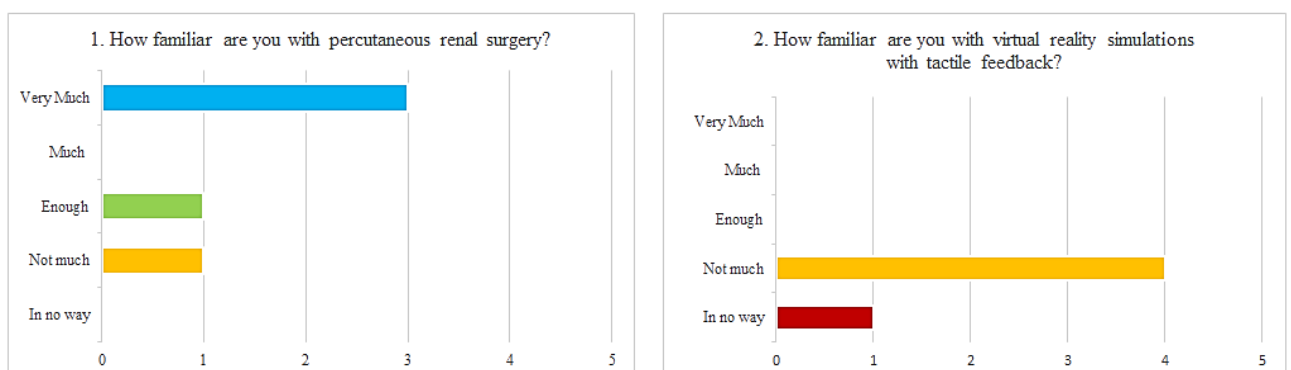 1. How familiar are you with percutaneous renal surgery?
Very Much
Much
Enough
Not much
In no way
0 1 2 3 4 5
2. How familiar are you with virtual reality simulations
with tactile feedback?
Very Much
Much
Enough
Not much
In no way
0 1 2 3 4 5